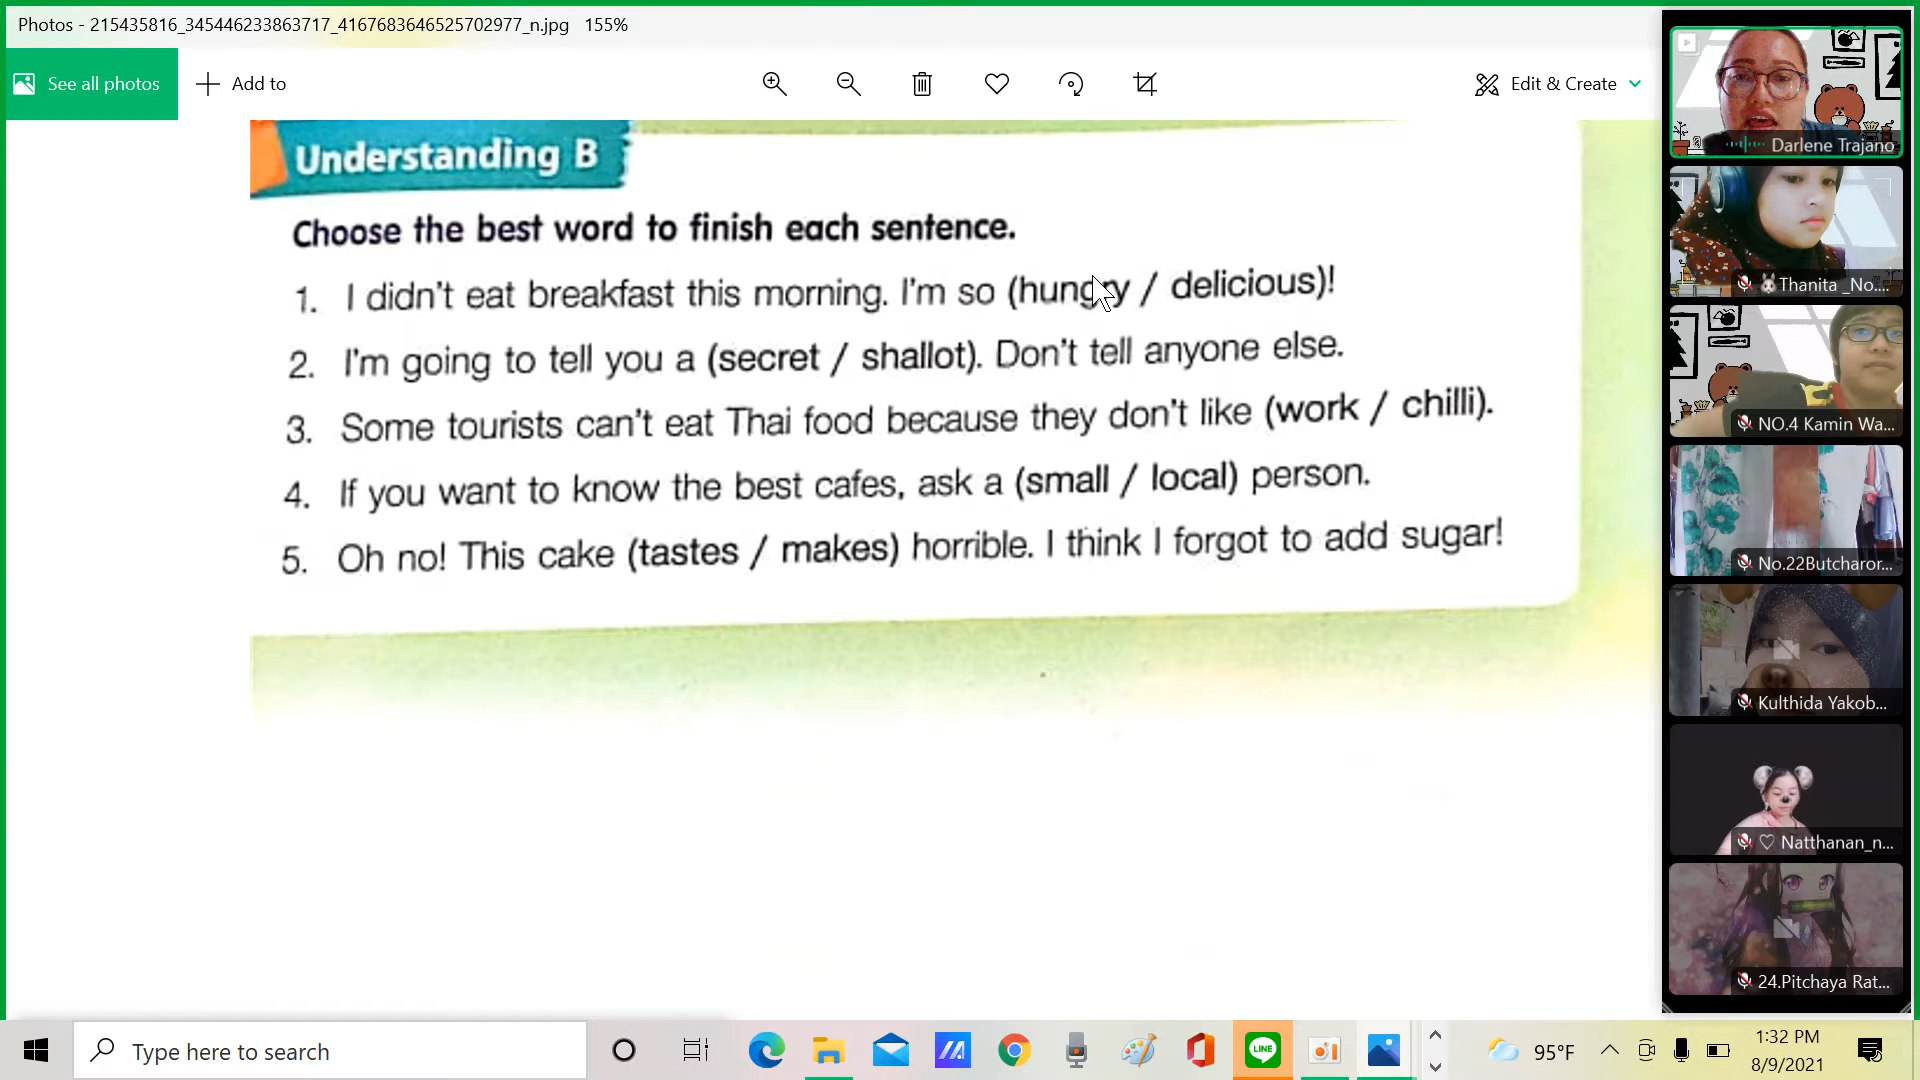 Photos - 215435816_345446233863717_4167683646525702977_n.jpg 155%
See all photos
Add to
Edit & Create
Understanding B
Choose the best word to finish each sentence.
1. I didn't eat breakfast this morning. I'm so (hungry / delicious)!
2. I'm going to tell you a (secret / shallot). Don't tell anyone else.
3. Some tourists can't eat Thai food because they don't like (work / chilli).
4. If you want to know the best cafes, ask a (small / local) person.
5. Oh no! This cake (tastes / makes) horrible. I think I forgot to add sugar!
Darlene Trajano
Thanita _No....
NO.4 Kamin Wa...
No.22Butcharor...
Kulthida Yakob...
♡ Natthanan_n...
24.Pitchaya Rat...
Type here to search
LINE
95°F
1:32 PM
8/9/2021